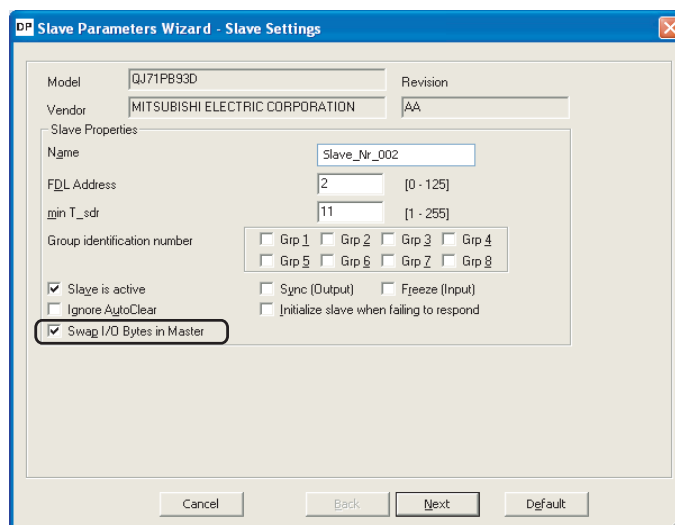 DP Slave Parameters Wizard - Slave Settings
Model QJ71PB93D Revision
Vendor MITSUBISHI ELECTRIC CORPORATION AA
Slave Properties
Name Slave_Nr_002
FDL Address 2 [0 - 125]
min T_sdr 11 [1 - 255]
Group identification number Grp 1 Grp 2 Grp 3 Grp 4
Grp 5 Grp 6 Grp 7 Grp 8
Slave is active Sync (Output) Freeze (Input)
Ignore AutoClear Initialize slave when failing to respond
Swap I/O Bytes in Master
Cancel Back Next Default